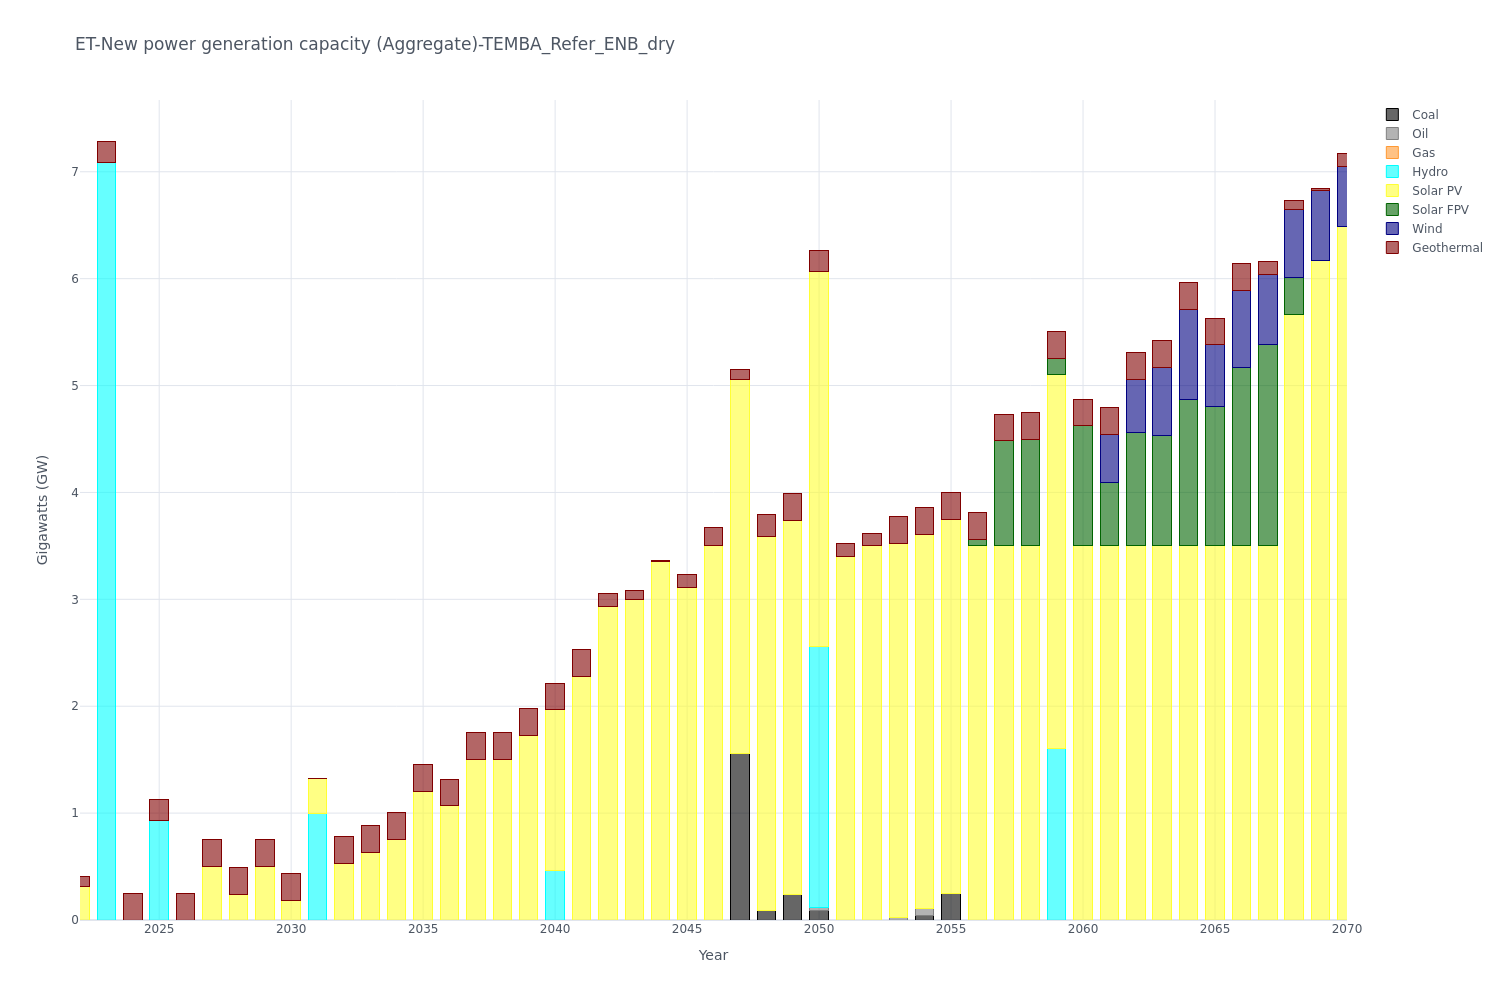 ET-New power generation capacity (Aggregate)-TEMBA_Refer_ENB_dry
Coal
Oil
Gas
Hydro
Solar PV
Solar FPV
Wind
Geothermal
7
6
5
4
3
2
1
0
Gigawatts (GW)
2025
2030
2035
2040
2045
2050
2055
2060
2065
2070
Year